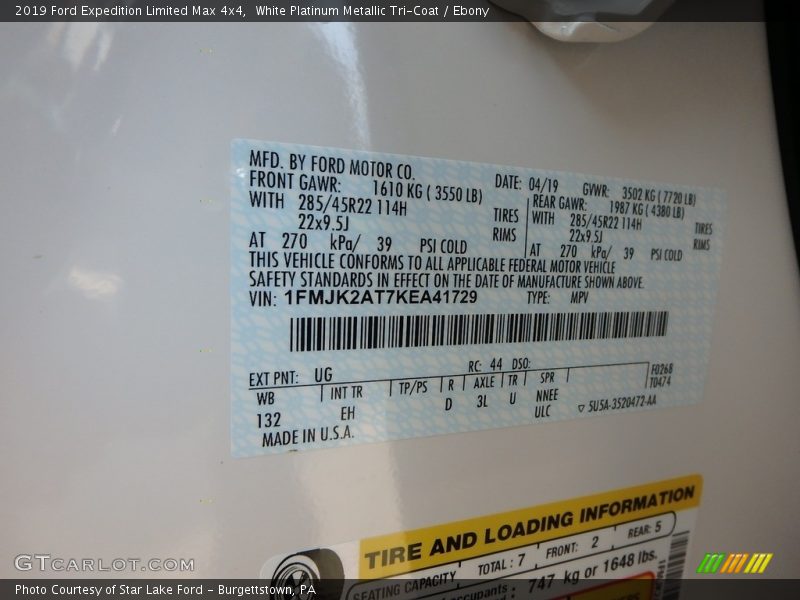 2019 Ford Expedition Limited Max 4x4, White Platinum Metallic Tri-Coat / Ebony
MFD. BY FORD MOTOR CO.
DATE: 04/19 GVWR: 3502 KG ( 7720 LB)
FRONT GAWR: 1610 KG ( 3550 LB) REAR GAWR: 1987 KG ( 4380 LB)
WITH 285/45R22 114H TIRES WITH 285/45R22 114H TIRES
22x9.5J RIMS 22x9.5J RIMS
AT 270 kPa/ 39 PSI COLD AT 270 kPa/ 39 PSI COLD
THIS VEHICLE CONFORMS TO ALL APPLICABLE FEDERAL MOTOR VEHICLE
SAFETY STANDARDS IN EFFECT ON THE DATE OF MANUFACTURE SHOWN ABOVE.
VIN: 1FMJK2AT7KEA41729 TYPE: MPV
EXT PNT: UG RC: 44 DSO: F0268
WB INT TR TP/PS R AXLE TR SPR T0474
132 EH D 3L U NNEE
ULC ▽ 5U5A-3520472-AA
MADE IN U.S.A.
TIRE AND LOADING INFORMATION
SEATING CAPACITY TOTAL : 7 FRONT: 2 REAR: 5
747 kg or 1648 lbs.
GTCARLOT.COM
Photo Courtesy of Star Lake Ford - Burgettstown, PA